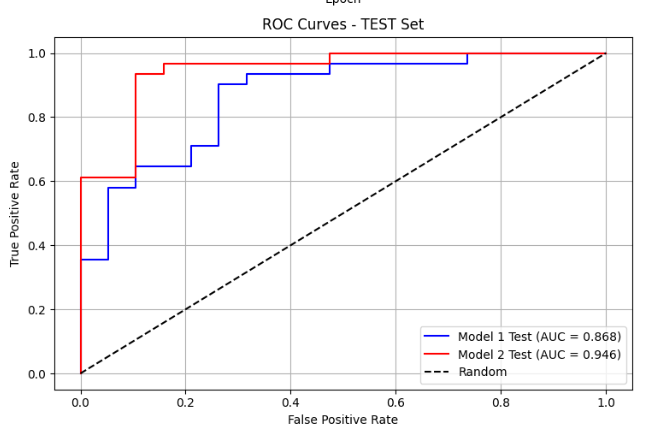 Epoch
ROC Curves - TEST Set
1.0
0.8
0.6
0.4
0.2
0.0
True Positive Rate
Model 1 Test (AUC = 0.868)
Model 2 Test (AUC = 0.946)
Random
0.0 0.2 0.4 0.6 0.8 1.0
False Positive Rate